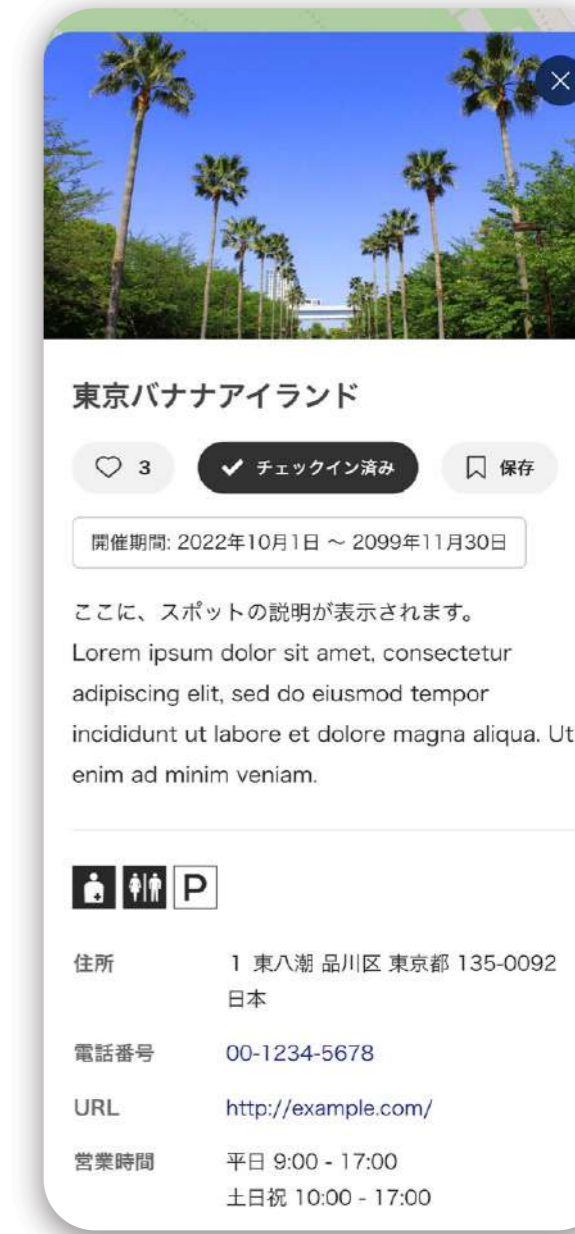 東京バナナアイランド
3
チェックイン済み
保存
開催期間: 2022年10月1日 〜 2099年11月30日
ここに、スポットの説明が表示されます。
Lorem ipsum dolor sit amet, consectetur
adipiscing elit, sed do eiusmod tempor
incididunt ut labore et dolore magna aliqua. Ut
enim ad minim veniam.
P
住所 1 東八潮 品川区 東京都 135-0092
日本
電話番号 00-1234-5678
URL http://example.com/
営業時間 平日 9:00 - 17:00
土日祝 10:00 - 17:00